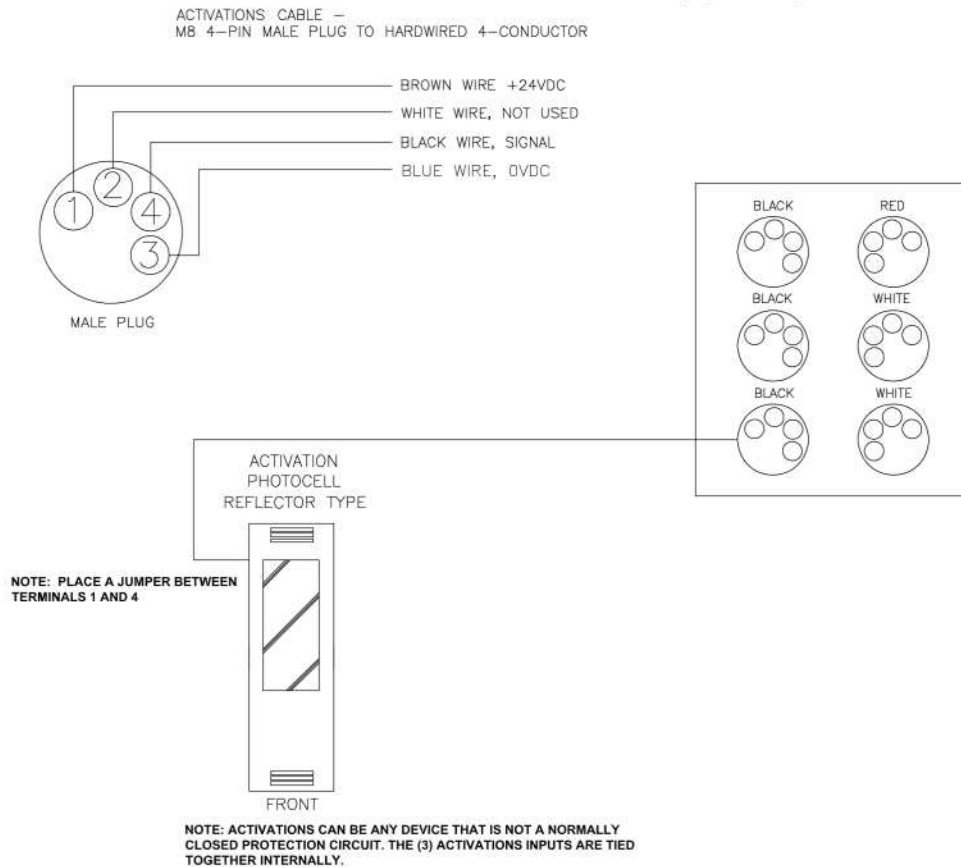 ACTIVATIONS CABLE –
M8 4–PIN MALE PLUG TO HARDWIRED 4–CONDUCTOR
BROWN WIRE +24VDC
WHITE WIRE, NOT USED
BLACK WIRE, SIGNAL
BLUE WIRE, 0VDC
1
2
4
3
MALE PLUG
BLACK
RED
BLACK
WHITE
BLACK
WHITE
ACTIVATION
PHOTOCELL
REFLECTOR TYPE
NOTE: PLACE A JUMPER BETWEEN
TERMINALS 1 AND 4
FRONT
NOTE: ACTIVATIONS CAN BE ANY DEVICE THAT IS NOT A NORMALLY
CLOSED PROTECTION CIRCUIT. THE (3) ACTIVATIONS INPUTS ARE TIED
TOGETHER INTERNALLY.